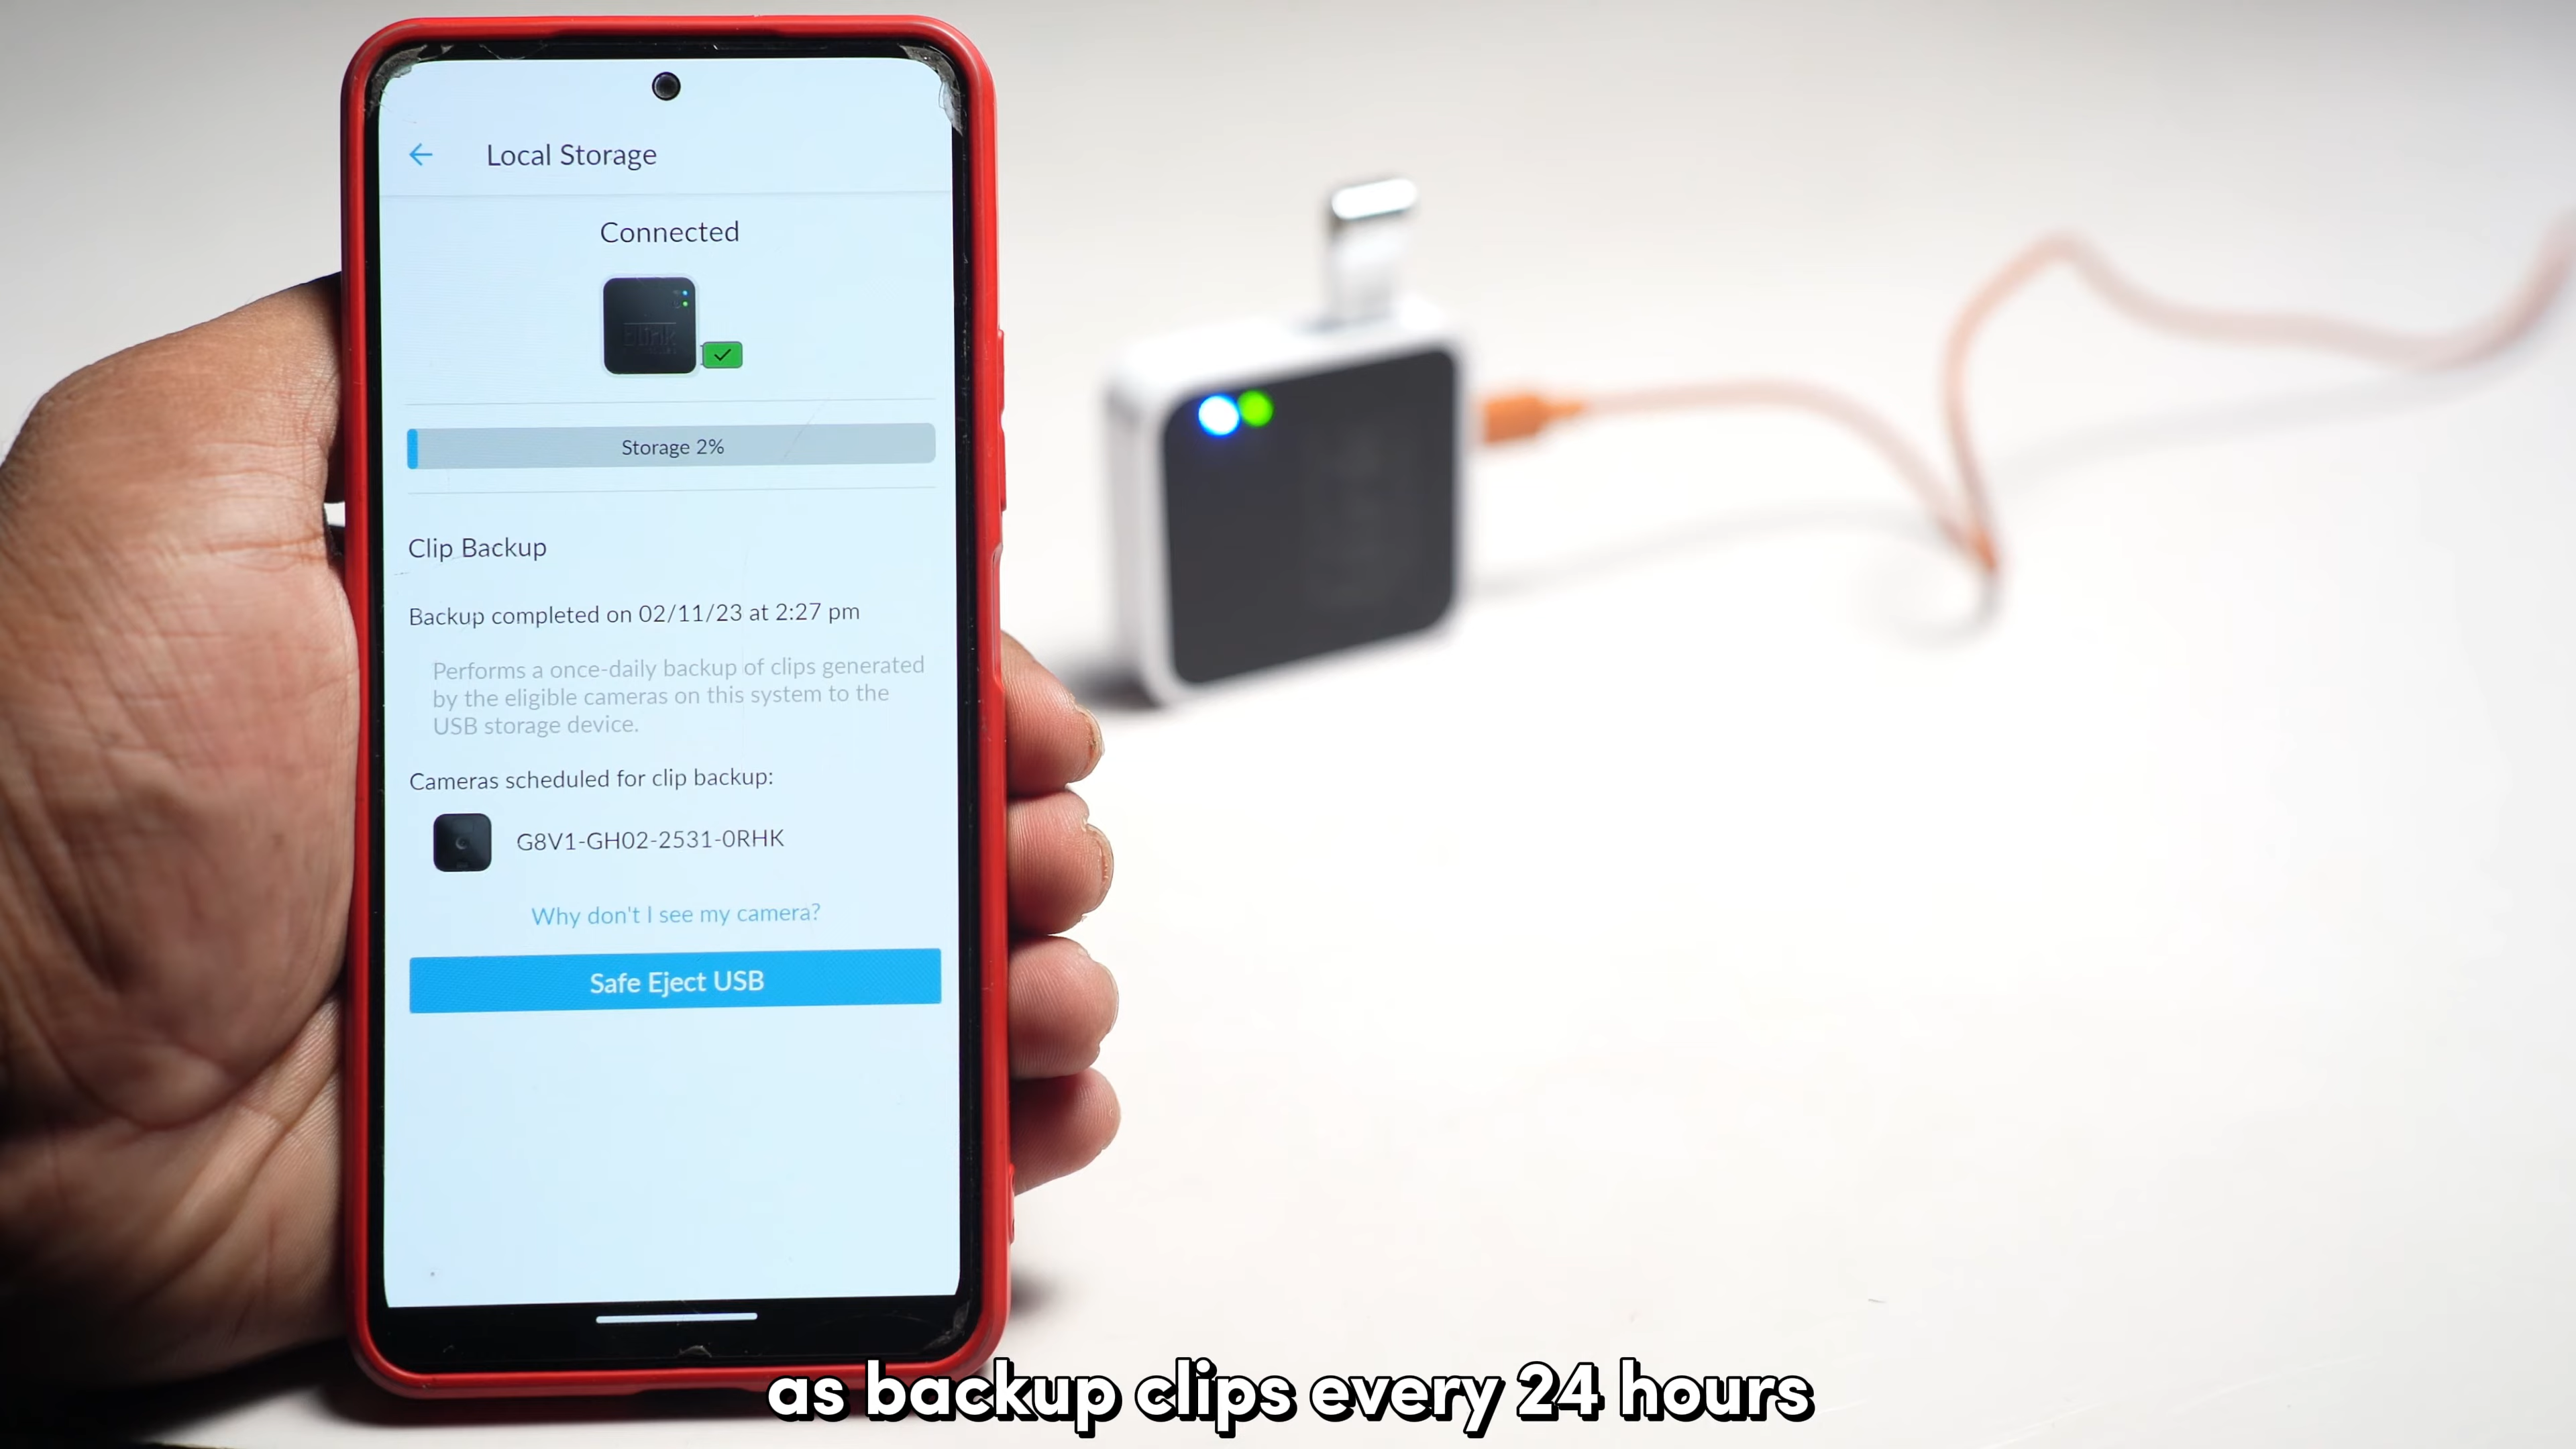 Local Storage
Connected
blink
Storage 2%
Clip Backup
Backup completed on 02/11/23 at 2:27 pm
Performs a once-daily backup of clips generated
by the eligible cameras on this system to the
USB storage device.
Cameras scheduled for clip backup:
G8V1-GH02-2531-0RHK
Why don't I see my camera?
Safe Eject USB
as backup clips every 24 hours